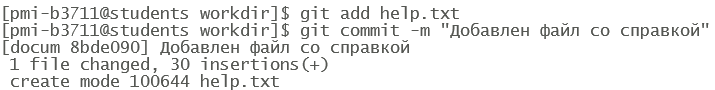 [pmi-b3711@students workdir]$ git add help.txt
[pmi-b3711@students workdir]$ git commit -m "Добавлен файл со справкой"
[docum 8bde090] Добавлен файл со справкой
 1 file changed, 30 insertions(+)
 create mode 100644 help.txt